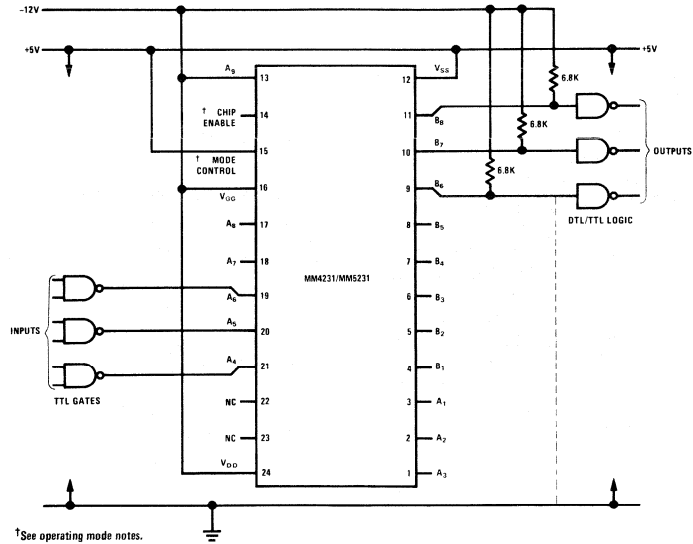 -12V
+5V
+5V
A9
13
12
VSS
6.8K
† CHIP
ENABLE
14
11
B8
6.8K
† MODE
CONTROL
15
10
B7
OUTPUTS
VGG
16
9
B6
6.8K
DTL/TTL LOGIC
A8
17
8
B5
A7
18
7
B4
MM4231/MM5231
A6
19
6
B3
INPUTS
A5
20
5
B2
A4
21
4
B1
TTL GATES
NC
22
3
A1
NC
23
2
A2
VDD
24
1
A3
†See operating mode notes.